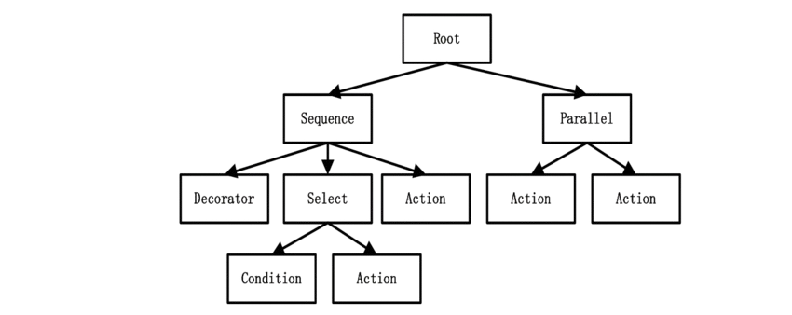 Root
Sequence
Parallel
Decorator
Select
Action
Action
Action
Condition
Action